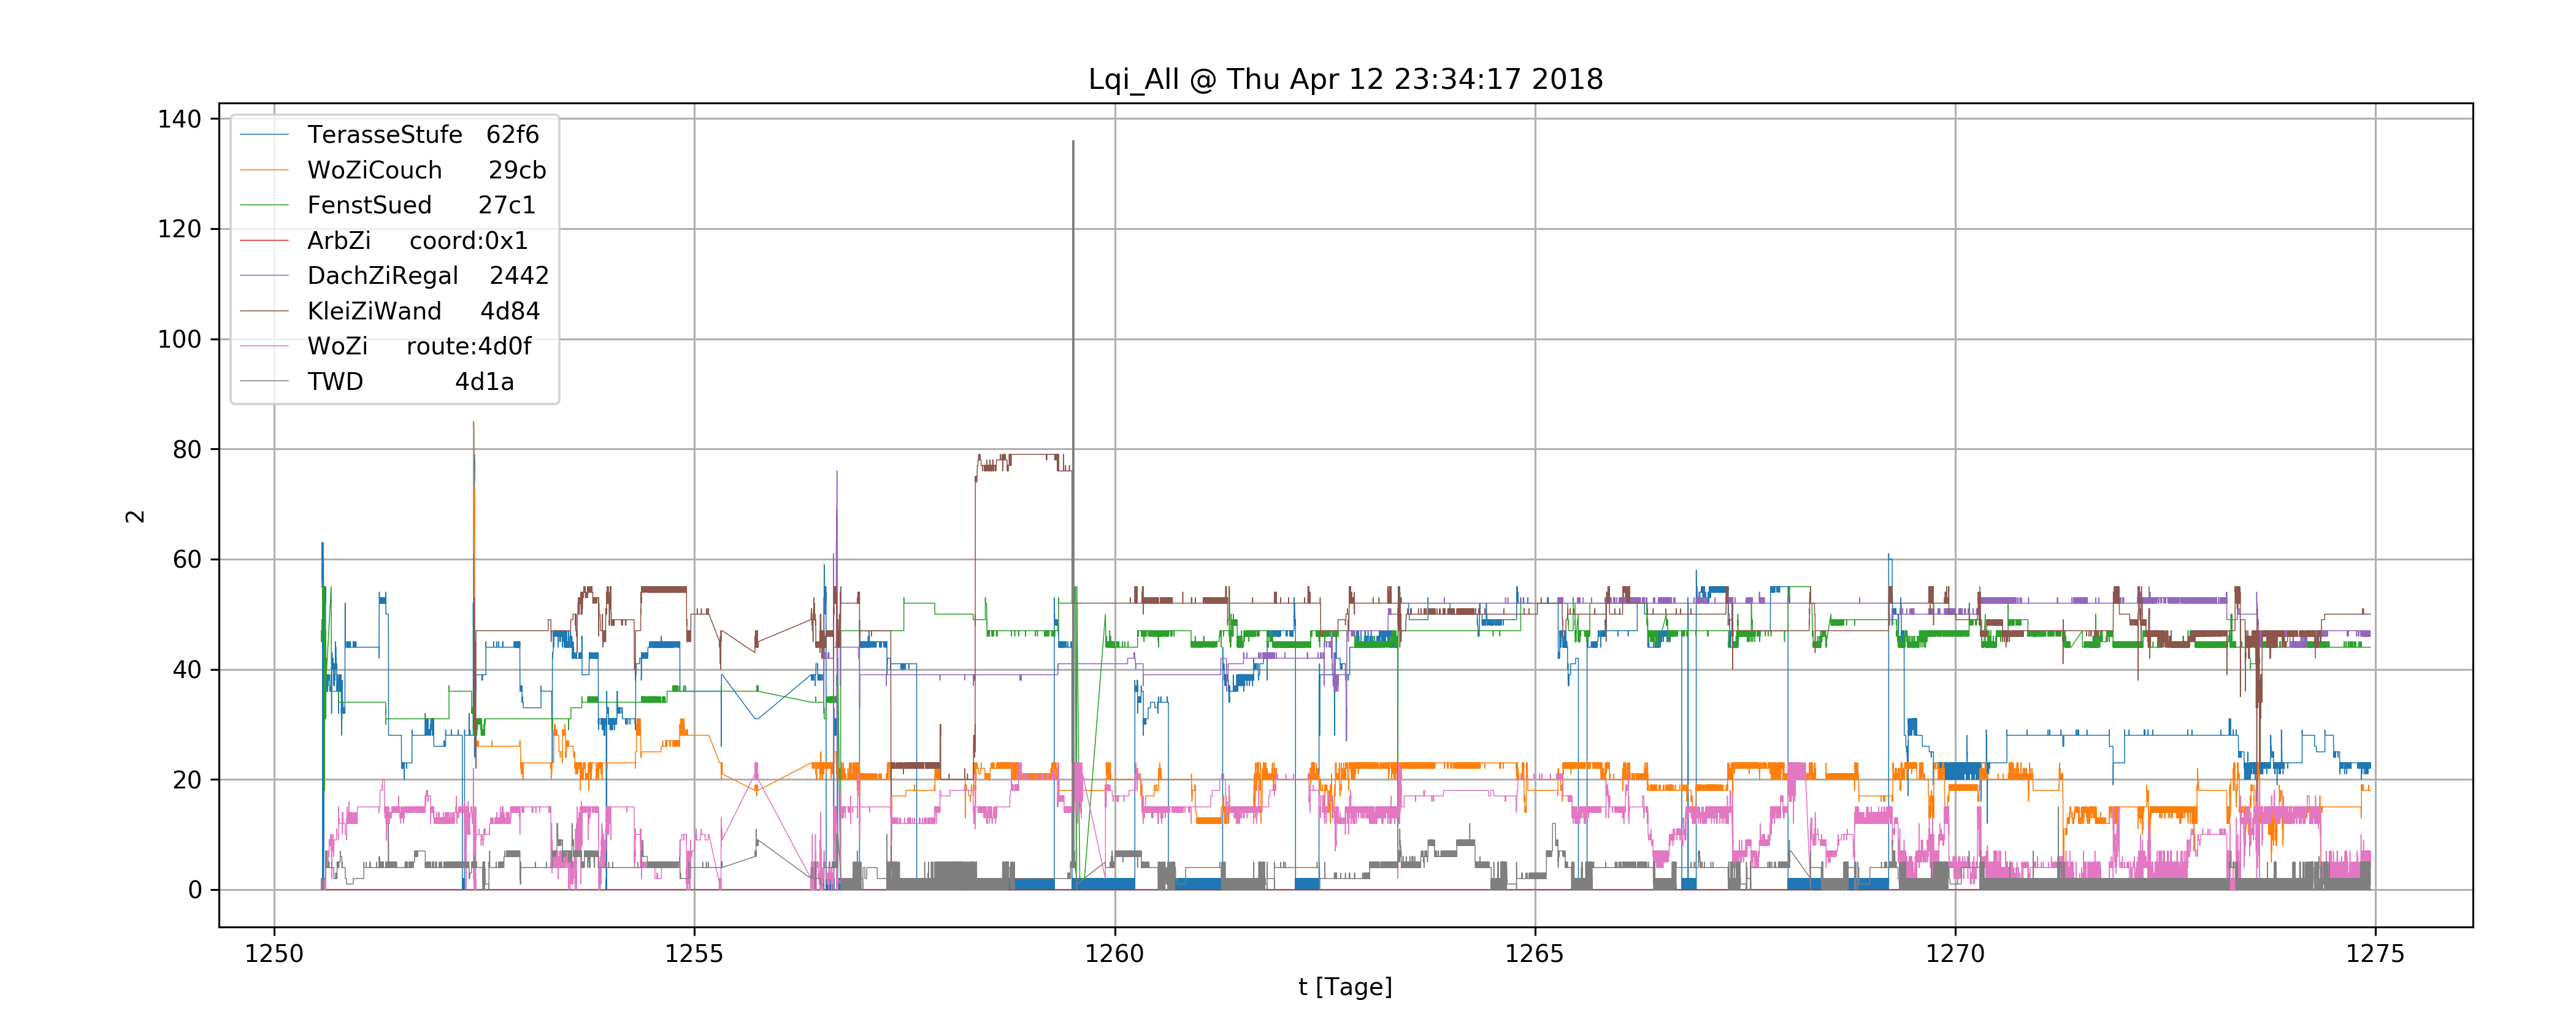 Lqi_All @ Thu Apr 12 23:34:17 2018
140
120
100
80
60
40
20
0
2
TerasseStufe 62f6
WoZiCouch 29cb
FenstSued 27c1
ArbZi coord:0x1
DachZiRegal 2442
KleiZiWand 4d84
WoZi route:4d0f
TWD 4d1a
1250 1255 1260 1265 1270 1275
t [Tage]